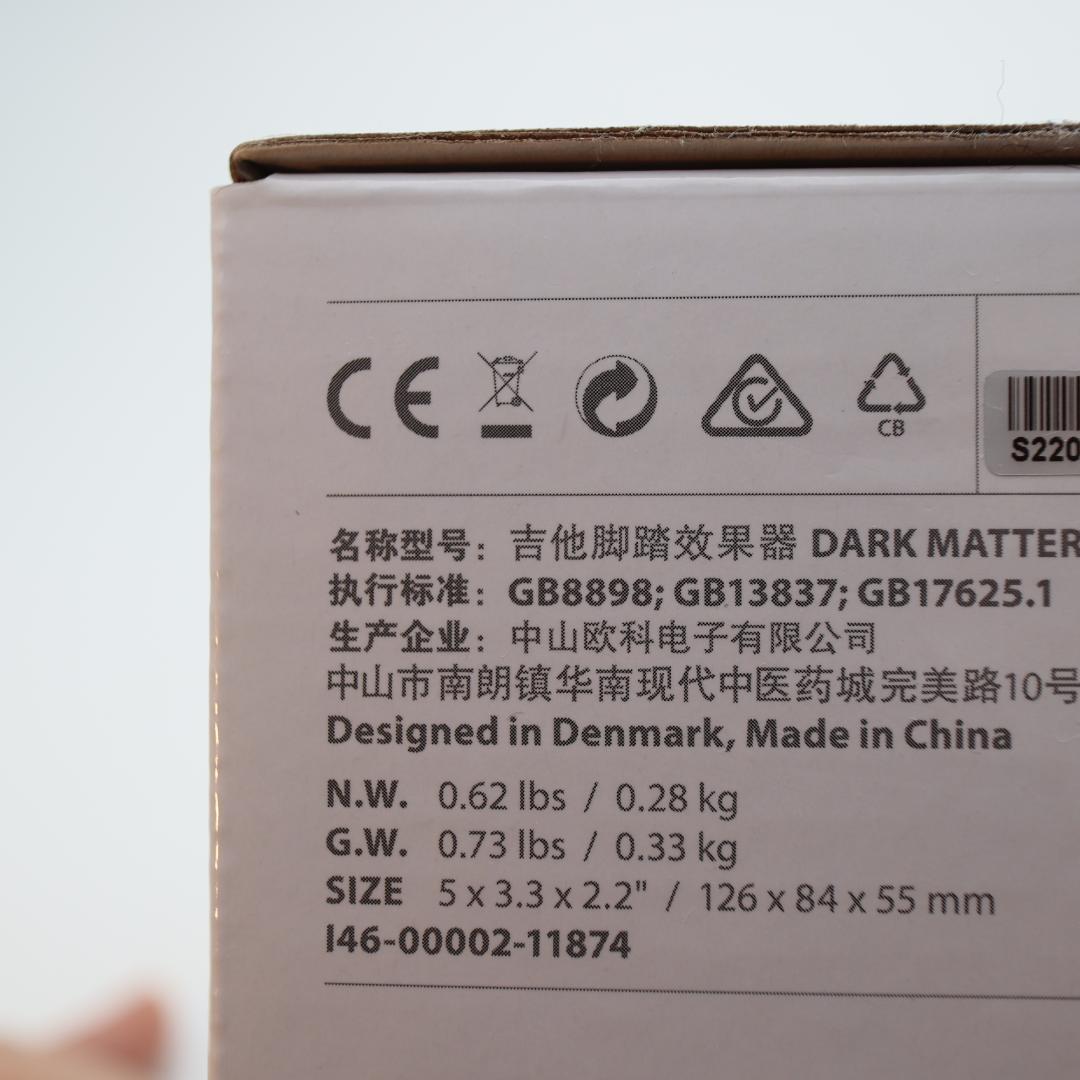 CE
CB
S220
名称型号：吉他脚踏效果器 DARK MATTER
执行标准：GB8898; GB13837; GB17625.1
生产企业：中山欧科电子有限公司
中山市南朗镇华南现代中医药城完美路10号
Designed in Denmark, Made in China
N.W. 0.62 lbs / 0.28 kg
G.W. 0.73 lbs / 0.33 kg
SIZE 5 x 3.3 x 2.2" / 126 x 84 x 55 mm
I46-00002-11874